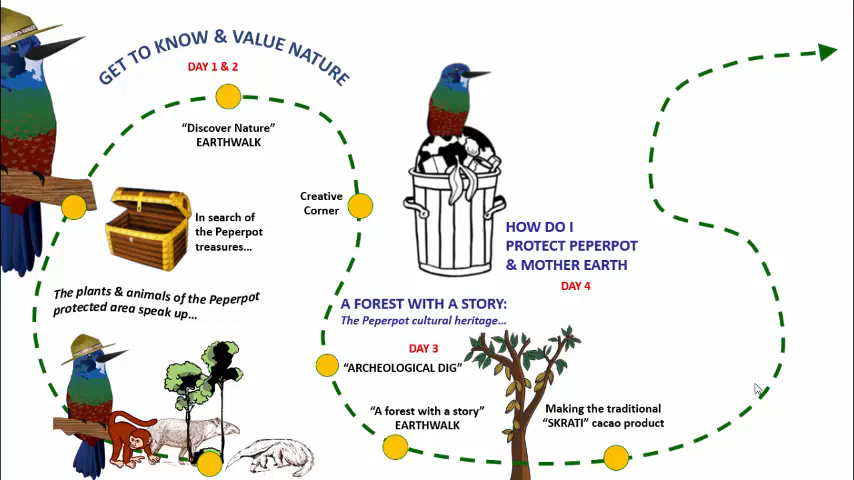 GET TO KNOW & VALUE NATURE
DAY 1 & 2
“Discover Nature”
EARTHWALK
Creative
Corner
In search of
the Peperpot
treasures...
The plants & animals of the Peperpot
protected area speak up...
HOW DO I
PROTECT PEPERPOT
& MOTHER EARTH
DAY 4
A FOREST WITH A STORY:
The Peperpot cultural heritage...
DAY 3
“ARCHEOLOGICAL DIG”
“A forest with a story”
EARTHWALK
Making the traditional
“SKRATI” cacao product